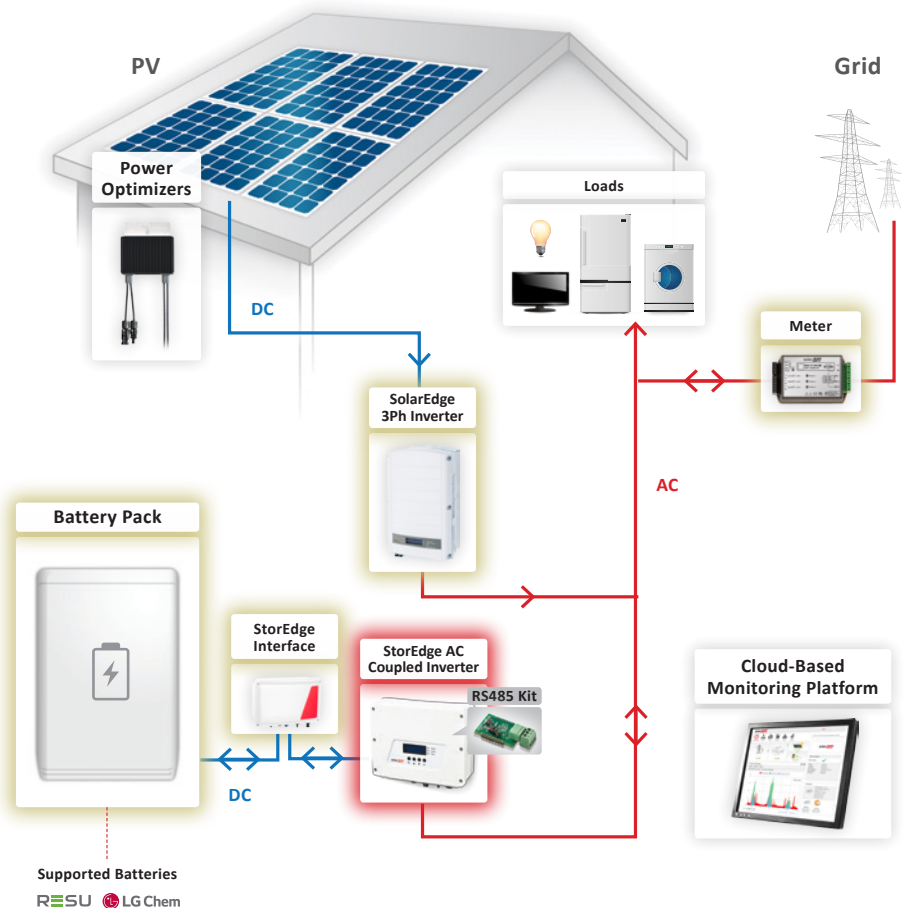 PV
Grid
Power
Optimizers
Loads
DC
Meter
SolarEdge
3Ph Inverter
AC
Battery Pack
StorEdge
Interface
StorEdge AC
Coupled Inverter
RS485 Kit
Cloud-Based
Monitoring Platform
DC
Supported Batteries
RESU LG Chem